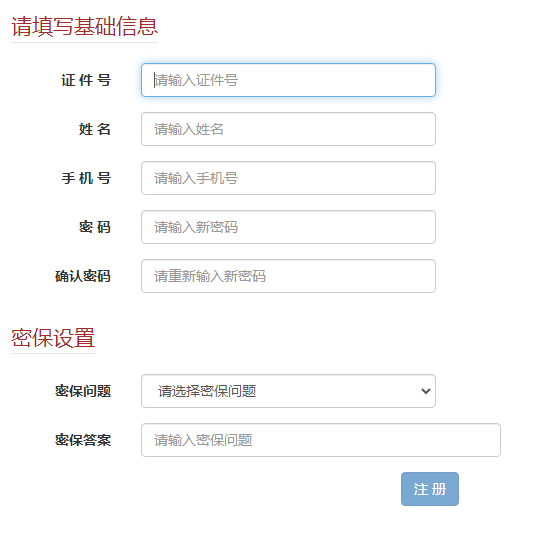 请填写基础信息
证 件 号 请输入证件号
姓 名 请输入姓名
手 机 号 请输入手机号
密 码 请输入新密码
确认密码 请重新输入新密码
密保设置
密保问题 请选择密保问题
密保答案 请输入密保问题
注 册